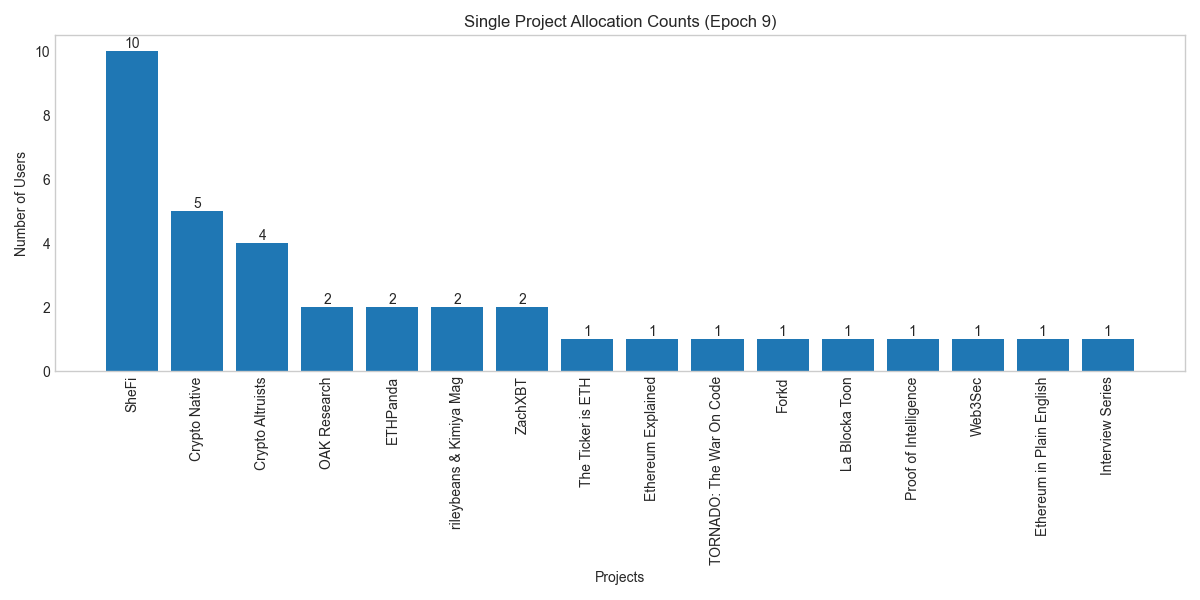 Single Project Allocation Counts (Epoch 9)
Number of Users
10
8
6
4
2
0
10
5
4
2
2
2
2
1
1
1
1
1
1
1
1
1
SheFi
Crypto Native
Crypto Altruists
OAK Research
ETHPanda
rileybeans & Kimiya Mag
ZachXBT
The Ticker is ETH
Ethereum Explained
TORNADO: The War On Code
Forkd
La Blocka Toon
Proof of Intelligence
Web3Sec
Ethereum in Plain English
Interview Series
Projects